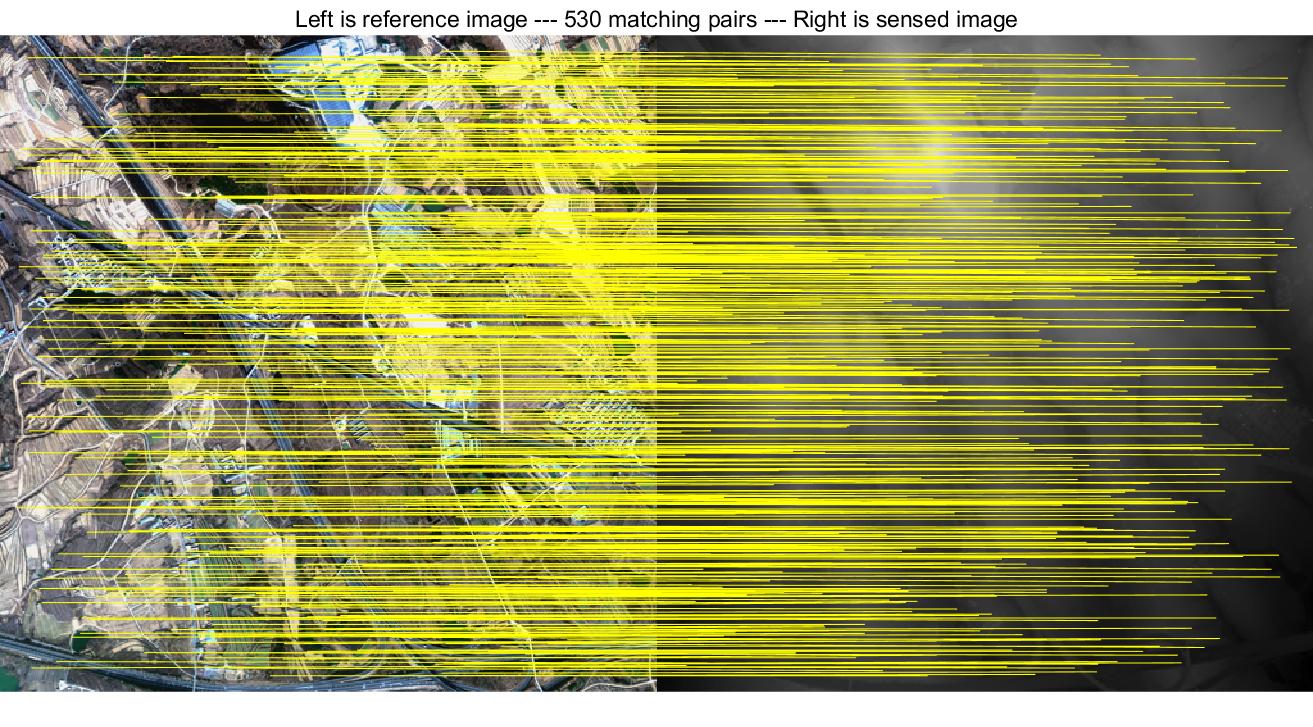 Left is reference image --- 530 matching pairs --- Right is sensed image